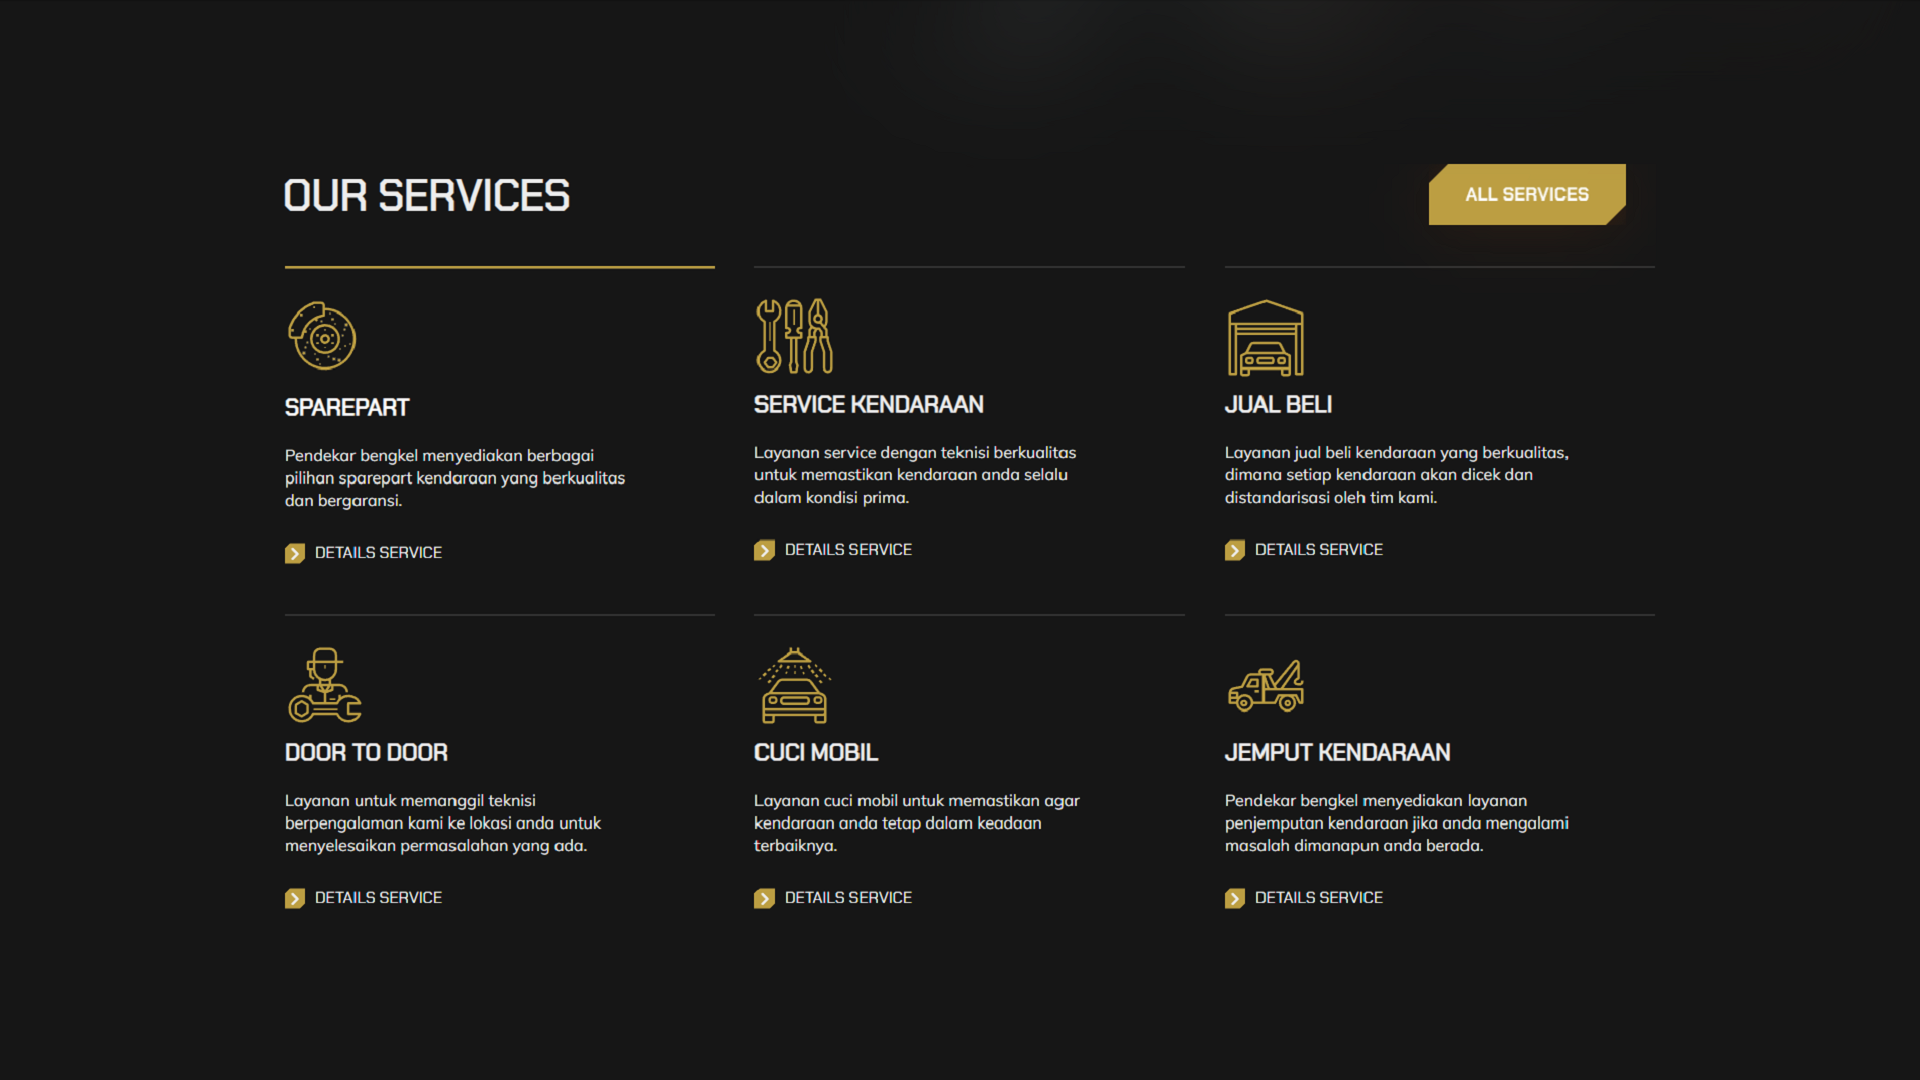 OUR SERVICES
ALL SERVICES
SPAREPART
Pendekar bengkel menyediakan berbagai
pilihan sparepart kendaraan yang berkualitas
dan bergaransi.
DETAILS SERVICE
SERVICE KENDARAAN
Layanan service dengan teknisi berkualitas
untuk memastikan kendaraan anda selalu
dalam kondisi prima.
DETAILS SERVICE
JUAL BELI
Layanan jual beli kendaraan yang berkualitas,
dimana setiap kendaraan akan dicek dan
distandarisasi oleh tim kami.
DETAILS SERVICE
DOOR TO DOOR
Layanan untuk memanggil teknisi
berpengalaman kami ke lokasi anda untuk
menyelesaikan permasalahan yang ada.
DETAILS SERVICE
CUCI MOBIL
Layanan cuci mobil untuk memastikan agar
kendaraan anda tetap dalam keadaan
terbaiknya.
DETAILS SERVICE
JEMPUT KENDARAAN
Pendekar bengkel menyediakan layanan
penjemputan kendaraan jika anda mengalami
masalah dimanapun anda berada.
DETAILS SERVICE